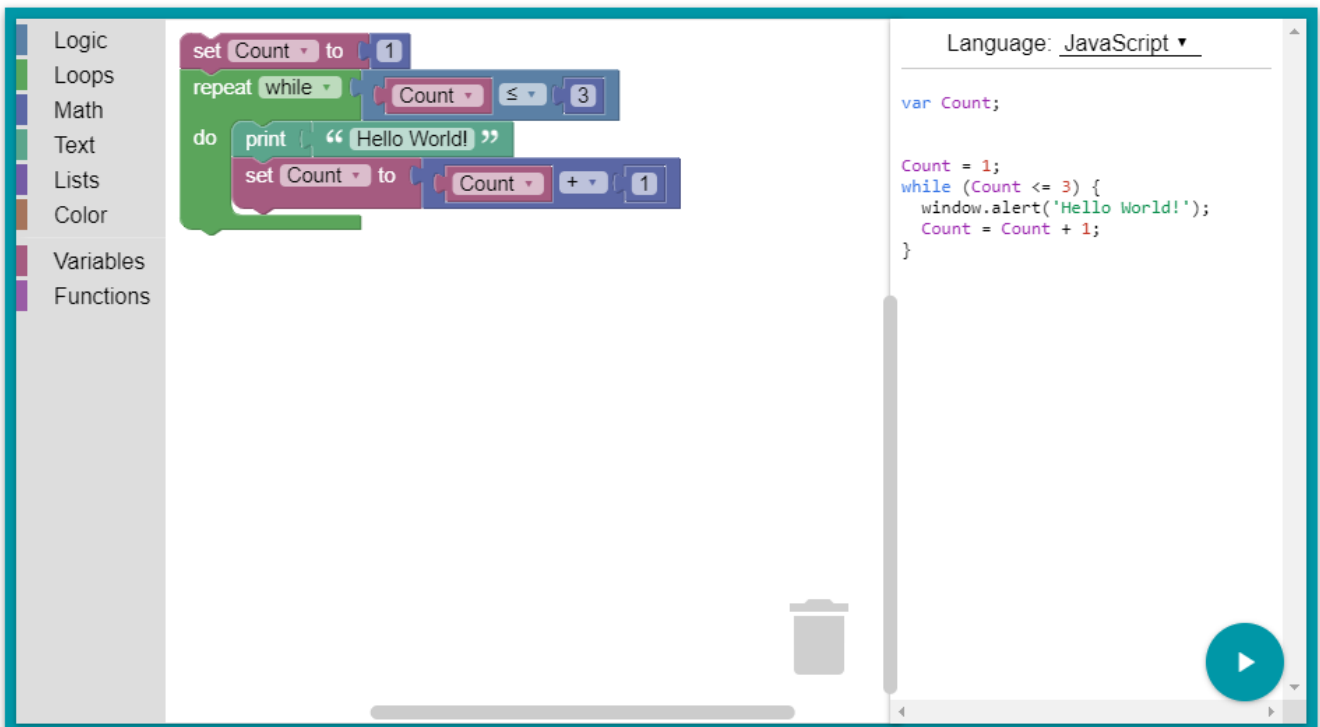 Logic
Loops
Math
Text
Lists
Color
Variables
Functions
set Count ▾ to 1
repeat while ▾ Count ▾ ≤ ▾ 3
do print “ Hello World! ”
set Count ▾ to Count ▾ + ▾ 1
Language: JavaScript ▾
var Count;
Count = 1;
while (Count <= 3) {
  window.alert('Hello World!');
  Count = Count + 1;
}